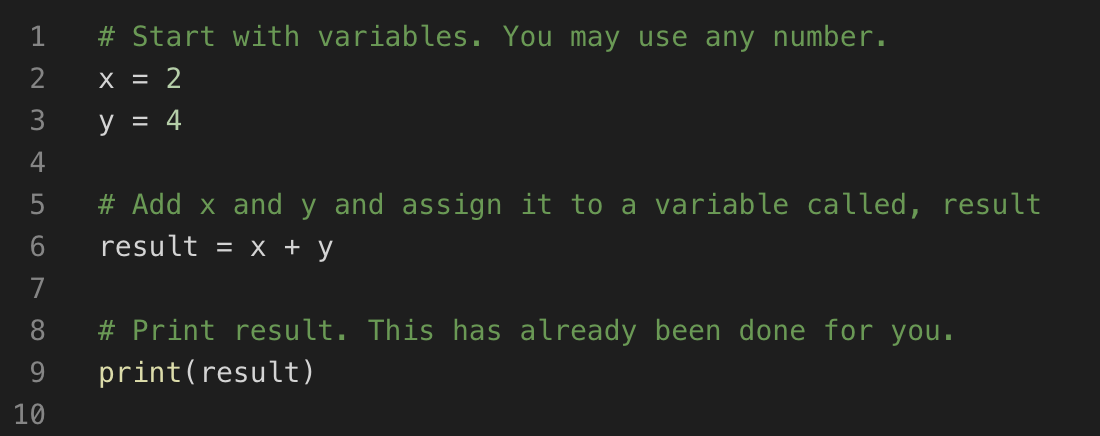 1 # Start with variables. You may use any number.
2 x = 2
3 y = 4
4
5 # Add x and y and assign it to a variable called, result
6 result = x + y
7
8 # Print result. This has already been done for you.
9 print(result)
10